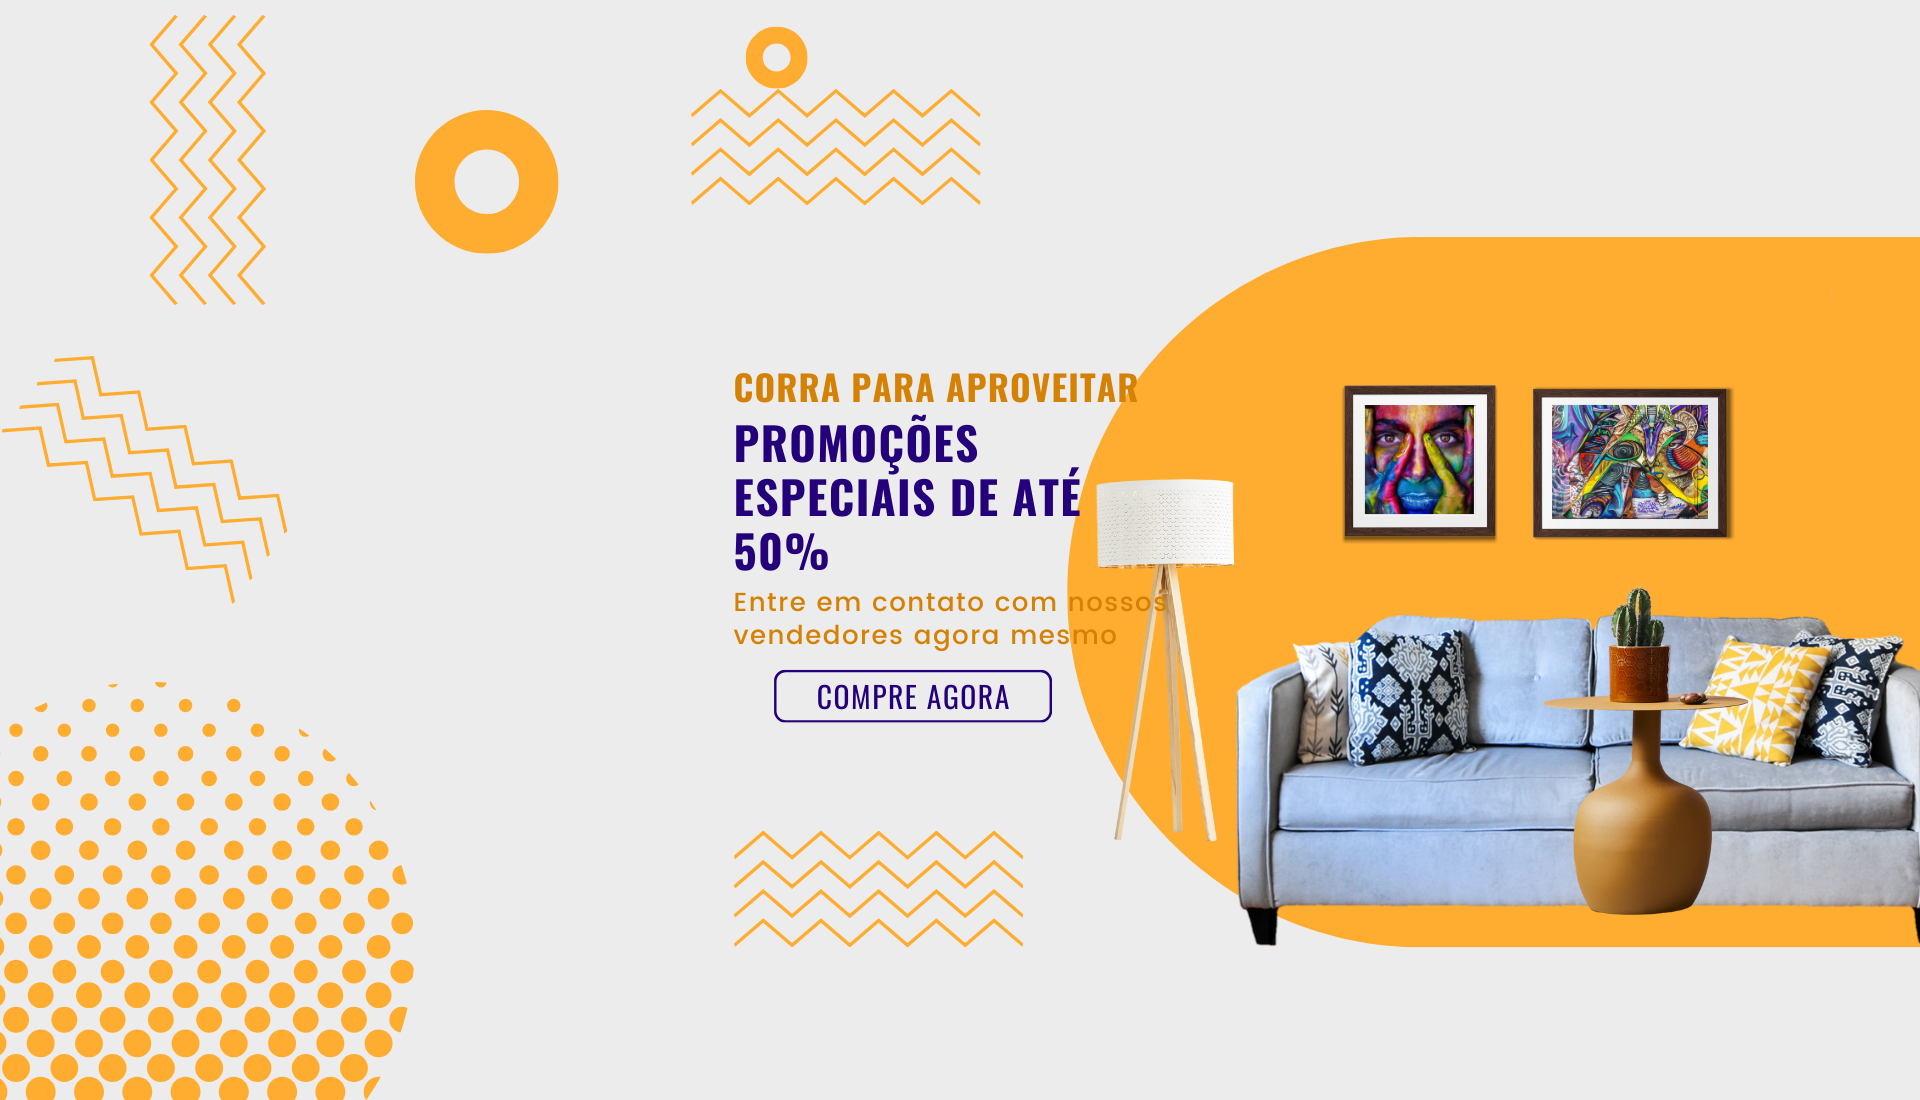 CORRA PARA APROVEITAR
PROMOÇÕES
ESPECIAIS DE ATÉ
50%
Entre em contato com nossos
vendedores agora mesmo
COMPRE AGORA